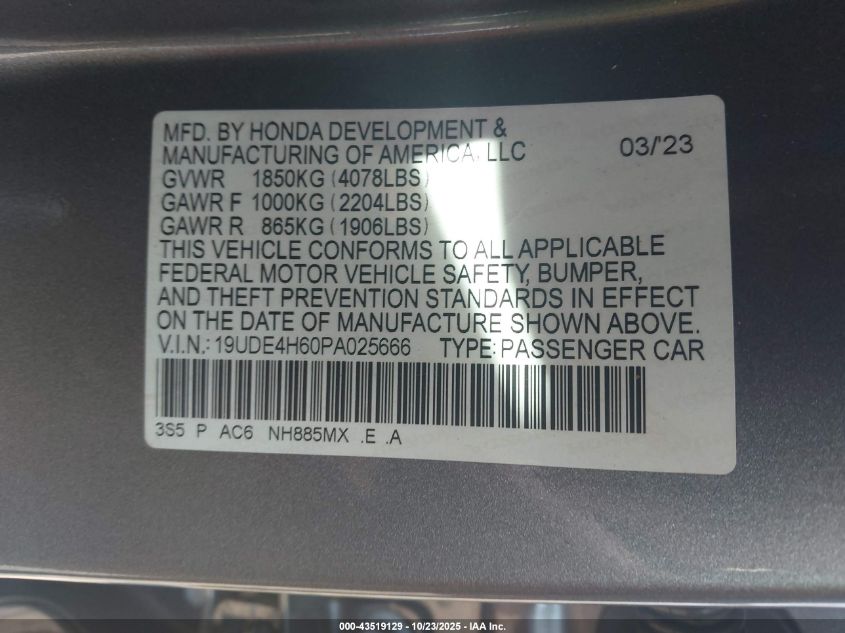 MFD. BY HONDA DEVELOPMENT &
MANUFACTURING OF AMERICA, LLC 03/'23
GVWR 1850KG (4078LBS)
GAWR F 1000KG (2204LBS)
GAWR R 865KG (1906LBS)
THIS VEHICLE CONFORMS TO ALL APPLICABLE
FEDERAL MOTOR VEHICLE SAFETY, BUMPER,
AND THEFT PREVENTION STANDARDS IN EFFECT
ON THE DATE OF MANUFACTURE SHOWN ABOVE.
V.I.N.: 19UDE4H60PA025666 TYPE: PASSENGER CAR
3S5 P AC6 NH885MX .E .A
000-43519129 - 10/23/2025 - © IAA Inc.